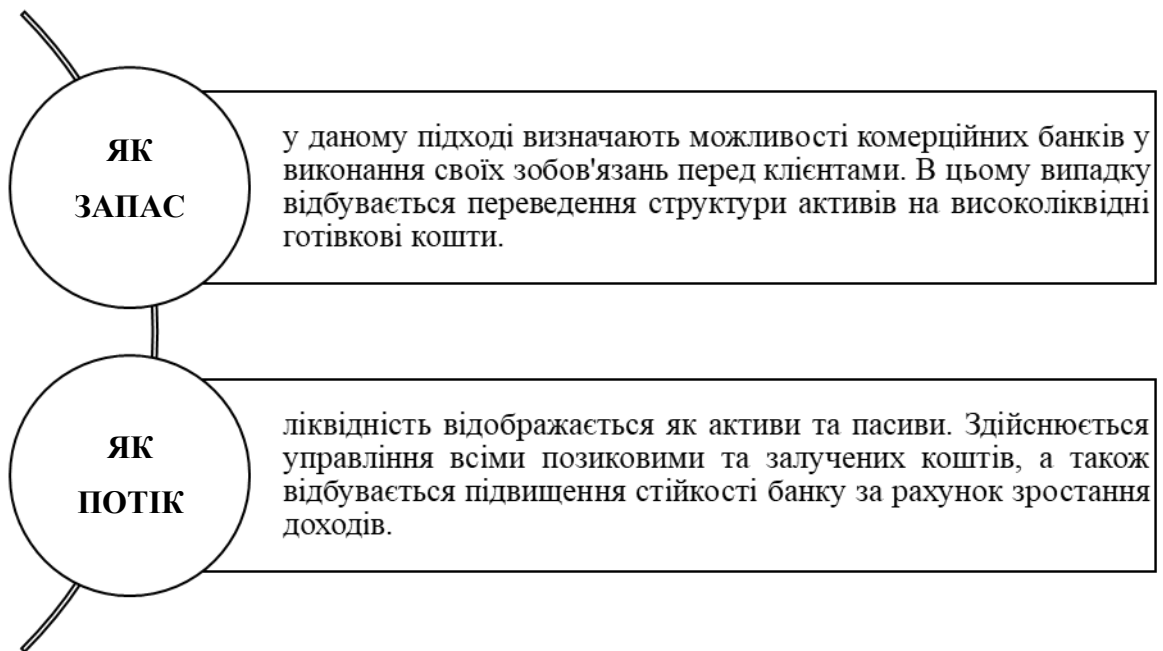 ЯК
ЗАПАС
у даному підході визначають можливості комерційних банків у
виконання своїх зобов'язань перед клієнтами. В цьому випадку
відбувається переведення структури активів на високоліквідні
готівкові кошти.
ЯК
ПОТІК
ліквідність відображається як активи та пасиви. Здійснюється
управління всіми позиковими та залучених коштів, а також
відбувається підвищення стійкості банку за рахунок зростання
доходів.